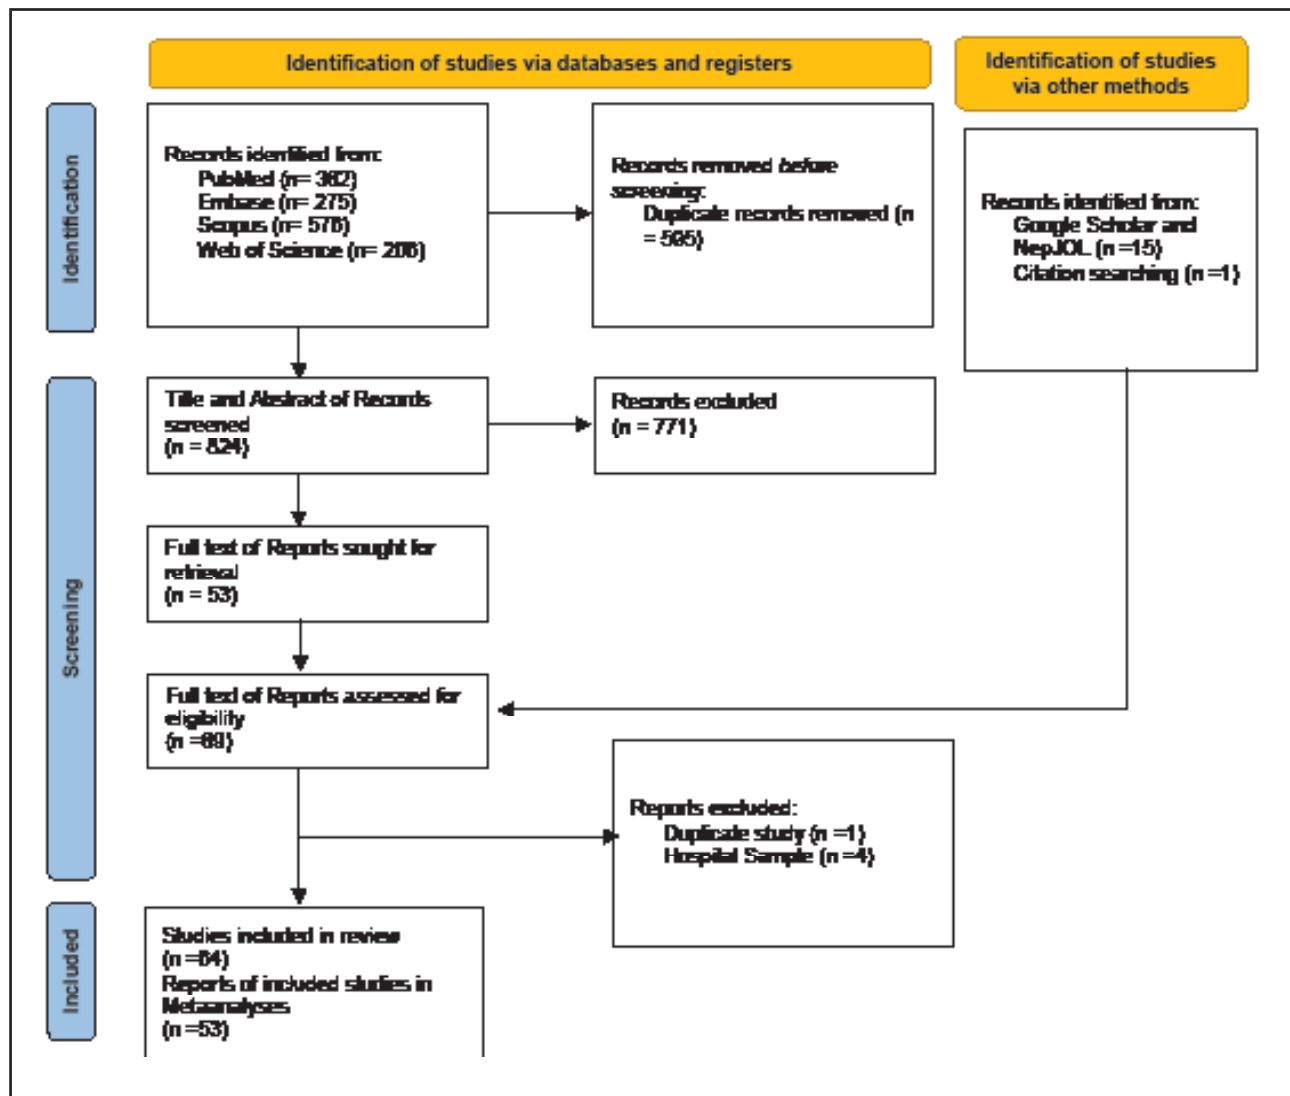 Identification of studies via databases and registers
Identification of studies
via other methods
Identification
Records identified from:
PubMed (n= 362)
Embase (n= 275)
Scopus (n= 576)
Web of Science (n= 206)
Records removed before
screening:
Duplicate records removed (n
= 595)
Records identified from:
Google Scholar and
NepJOL (n =15)
Citation searching (n =1)
Screening
Title and Abstract of Records
screened
(n = 824)
Records excluded
(n = 771)
Full text of Reports sought for
retrieval
(n = 53)
Full text of Reports assessed for
eligibility
(n =69)
Reports excluded:
Duplicate study (n =1)
Hospital Sample (n =4)
Included
Studies included in review
(n =64)
Reports of included studies in
Metaanalyses
(n =53)